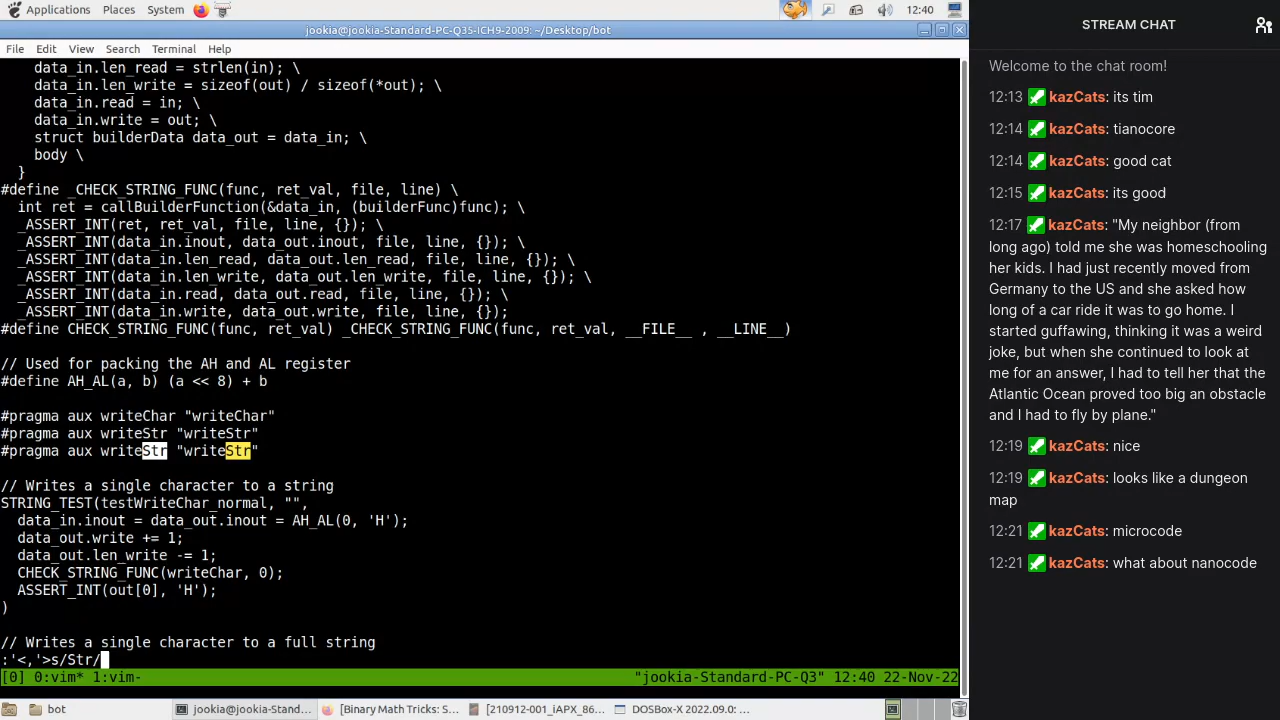 Applications Places System 12:40
jookia@jookia-Standard-PC-Q35-ICH9-2009: ~/Desktop/bot
File Edit View Search Terminal Help
data_in.len_read = strlen(in); \
data_in.len_write = sizeof(out) / sizeof(*out); \
data_in.read = in; \
data_in.write = out; \
struct builderData data_out = data_in; \
body \
}
#define _CHECK_STRING_FUNC(func, ret_val, file, line) \
int ret = callBuilderFunction(&data_in, (builderFunc)func); \
_ASSERT_INT(ret, ret_val, file, line, {}); \
_ASSERT_INT(data_in.inout, data_out.inout, file, line, {}); \
_ASSERT_INT(data_in.len_read, data_out.len_read, file, line, {}); \
_ASSERT_INT(data_in.len_write, data_out.len_write, file, line, {}); \
_ASSERT_INT(data_in.read, data_out.read, file, line, {}); \
_ASSERT_INT(data_in.write, data_out.write, file, line, {});
#define CHECK_STRING_FUNC(func, ret_val) _CHECK_STRING_FUNC(func, ret_val, __FILE__ , __LINE__)
// Used for packing the AH and AL register
#define AH_AL(a, b) (a << 8) + b
#pragma aux writeChar "writeChar"
#pragma aux writeStr "writeStr"
#pragma aux writeStr "writeStr"
// Writes a single character to a string
STRING_TEST(testWriteChar_normal, "",
data_in.inout = data_out.inout = AH_AL(0, 'H');
data_out.write += 1;
data_out.len_write -= 1;
CHECK_STRING_FUNC(writeChar, 0);
ASSERT_INT(out[0], 'H');
)
// Writes a single character to a full string
:'<,'>s/Str/
[0] 0:vim* 1:vim- "jookia-Standard-PC-Q3" 12:40 22-Nov-22
bot jookia@jookia-Stand... [Binary Math Tricks: S... [210912-001_iAPX_86... DOSBox-X 2022.09.0: ...
STREAM CHAT
Welcome to the chat room!
12:13 kazCats: its tim
12:14 kazCats: tianocore
12:14 kazCats: good cat
12:15 kazCats: its good
12:17 kazCats: "My neighbor (from
long ago) told me she was homeschooling
her kids. I had just recently moved from
Germany to the US and she asked how
long of a car ride it was to go home. I
started guffawing, thinking it was a weird
joke, but when she continued to look at
me for an answer, I had to tell her that the
Atlantic Ocean proved too big an obstacle
and I had to fly by plane."
12:19 kazCats: nice
12:19 kazCats: looks like a dungeon
map
12:21 kazCats: microcode
12:21 kazCats: what about nanocode